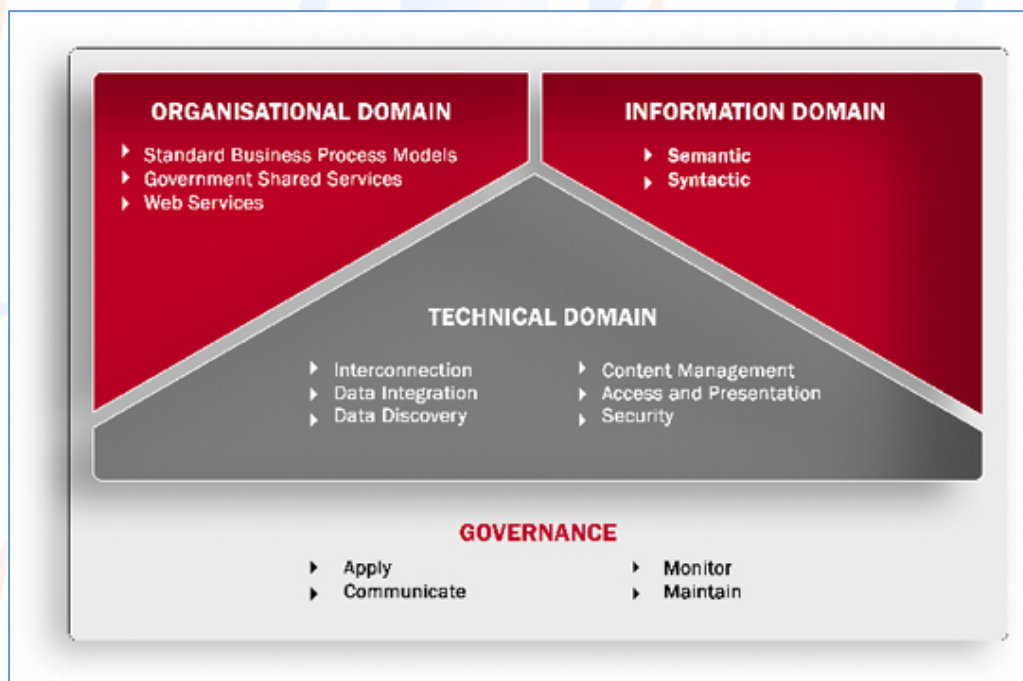 ORGANISATIONAL DOMAIN
Standard Business Process Models
Government Shared Services
Web Services
INFORMATION DOMAIN
Semantic
Syntactic
TECHNICAL DOMAIN
Interconnection
Data Integration
Data Discovery
Content Management
Access and Presentation
Security
GOVERNANCE
Apply
Communicate
Monitor
Maintain